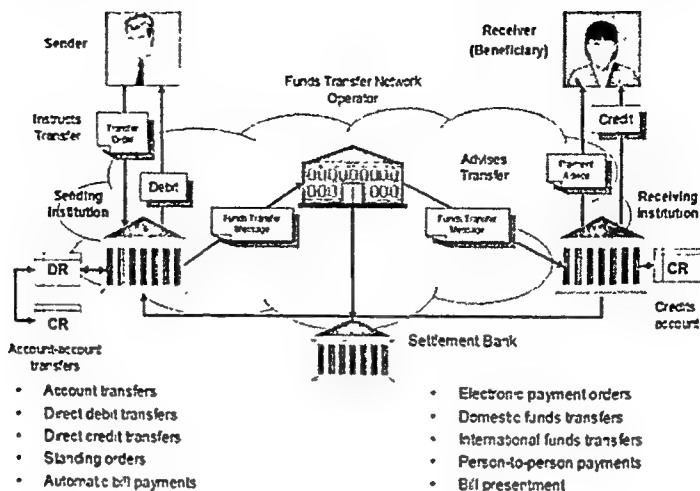 Sender
Receiver
(Beneficiary)
Funds Transfer Network
Operator
Instructs
Transfer
Transfer
Order
Credit
Advises
Transfer
Payment
Advice
Debit
Sending
Institution
Receiving
Institution
Funds Transfer
Message
Funds Transfer
Message
DR
CR
CR
Credits
account
Account-account
transfers
Settlement Bank
• Account transfers
• Direct debit transfers
• Direct credit transfers
• Standing orders
• Automatic bill payments
• Electronic payment orders
• Domestic funds transfers
• International funds transfers
• Person-to-person payments
• Bill presentment